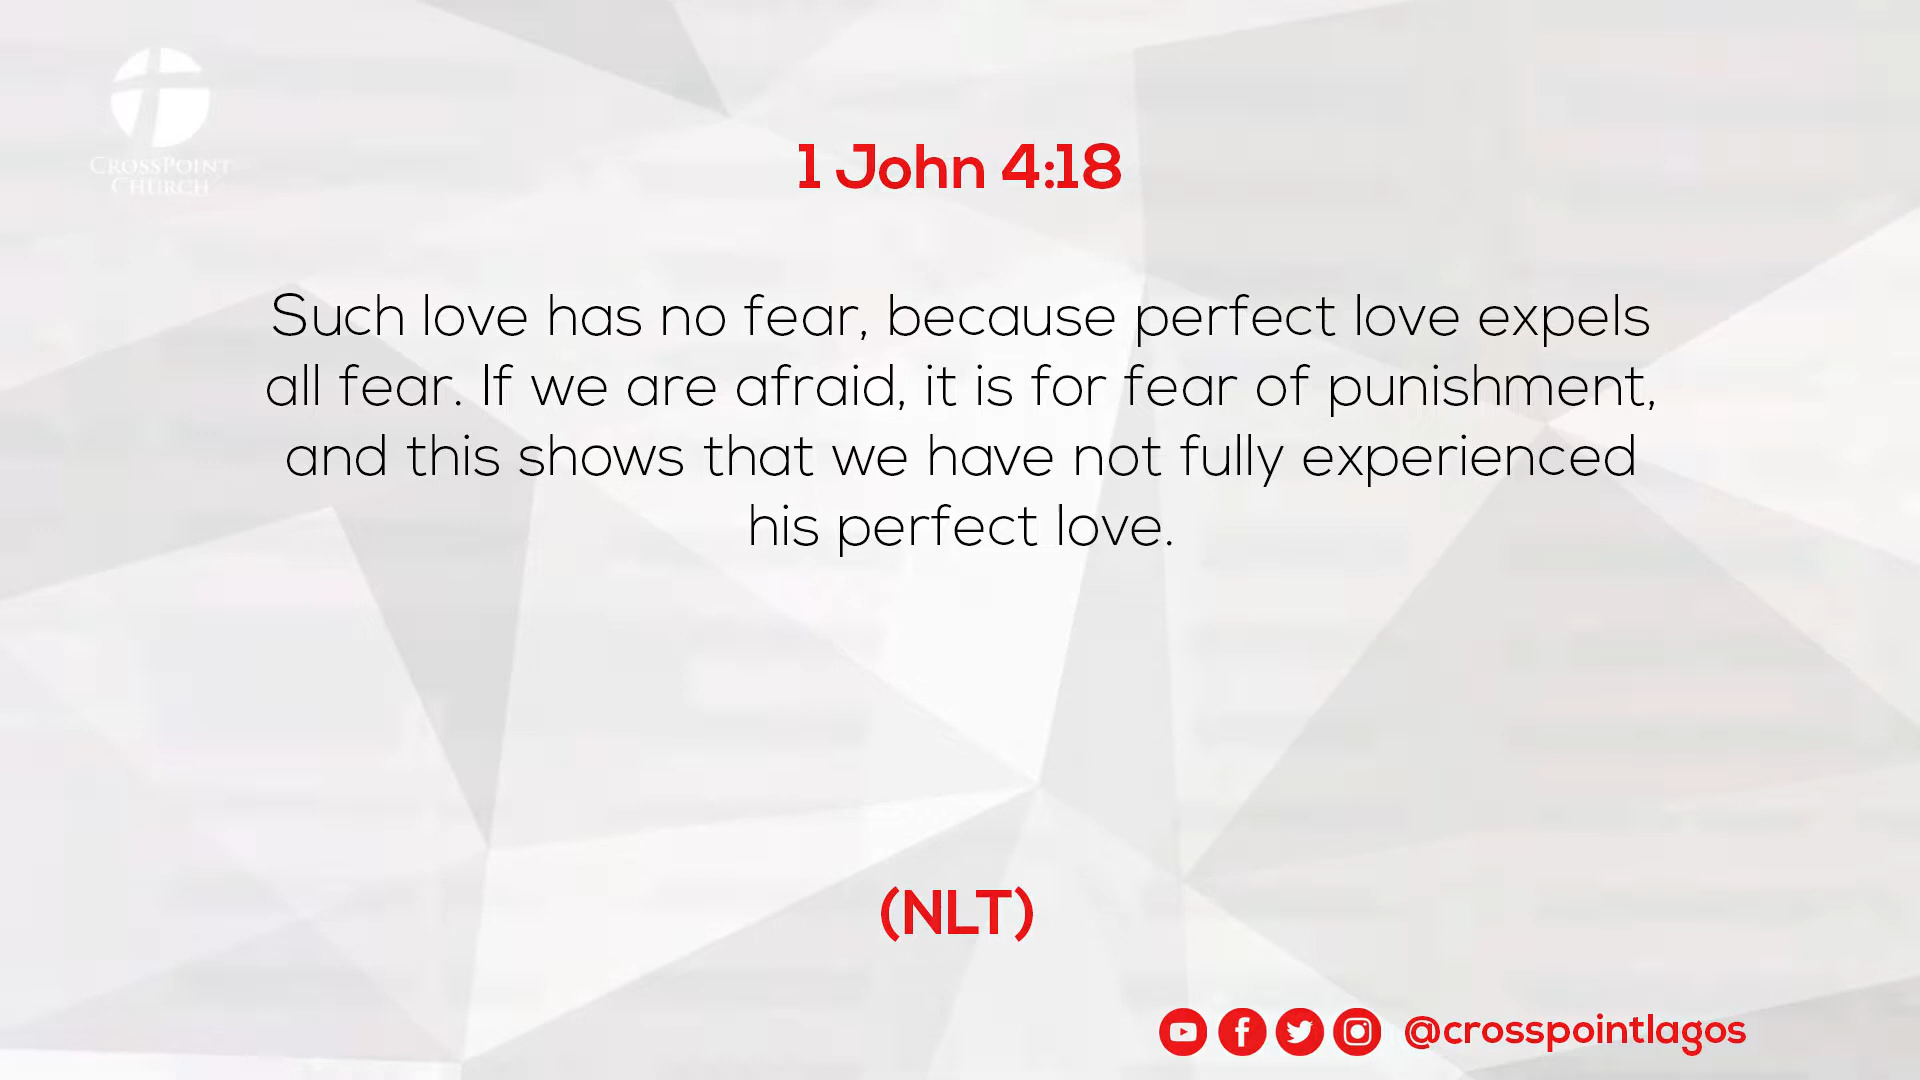 CROSSPOINT
CHURCH
1 John 4:18
Such love has no fear, because perfect love expels
all fear. If we are afraid, it is for fear of punishment,
and this shows that we have not fully experienced
his perfect love.
(NLT)
@crosspointlagos